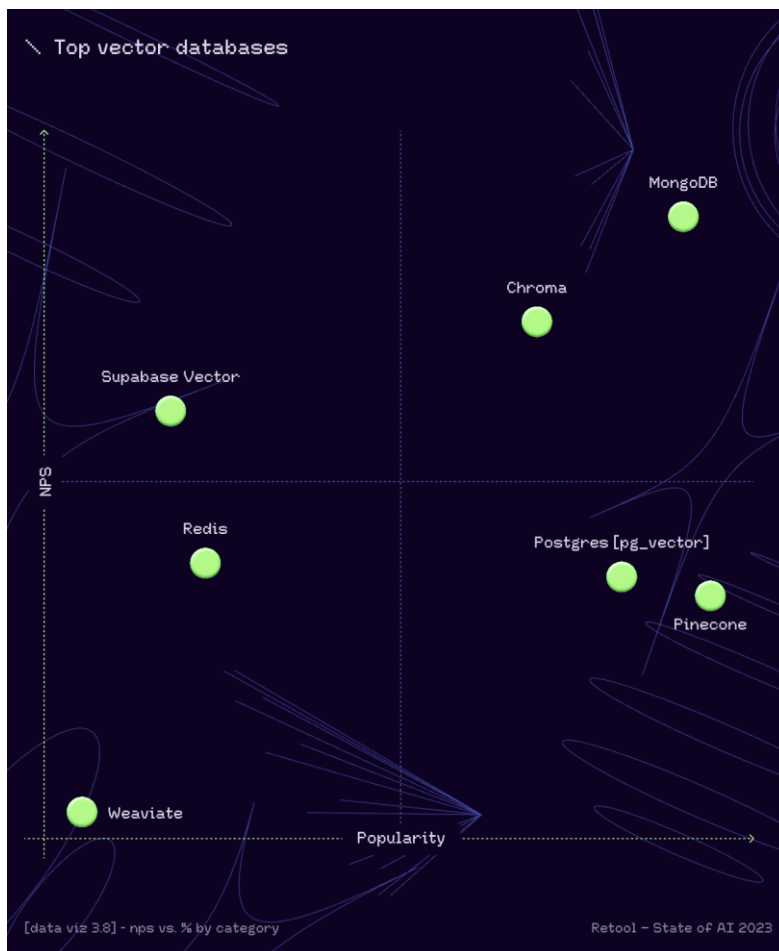 Top vector databases
MongoDB
Chroma
Supabase Vector
NPS
Redis
Postgres [pg_vector]
Pinecone
Weaviate
Popularity
[data viz 3.8] - nps vs. % by category
Retool – State of AI 2023